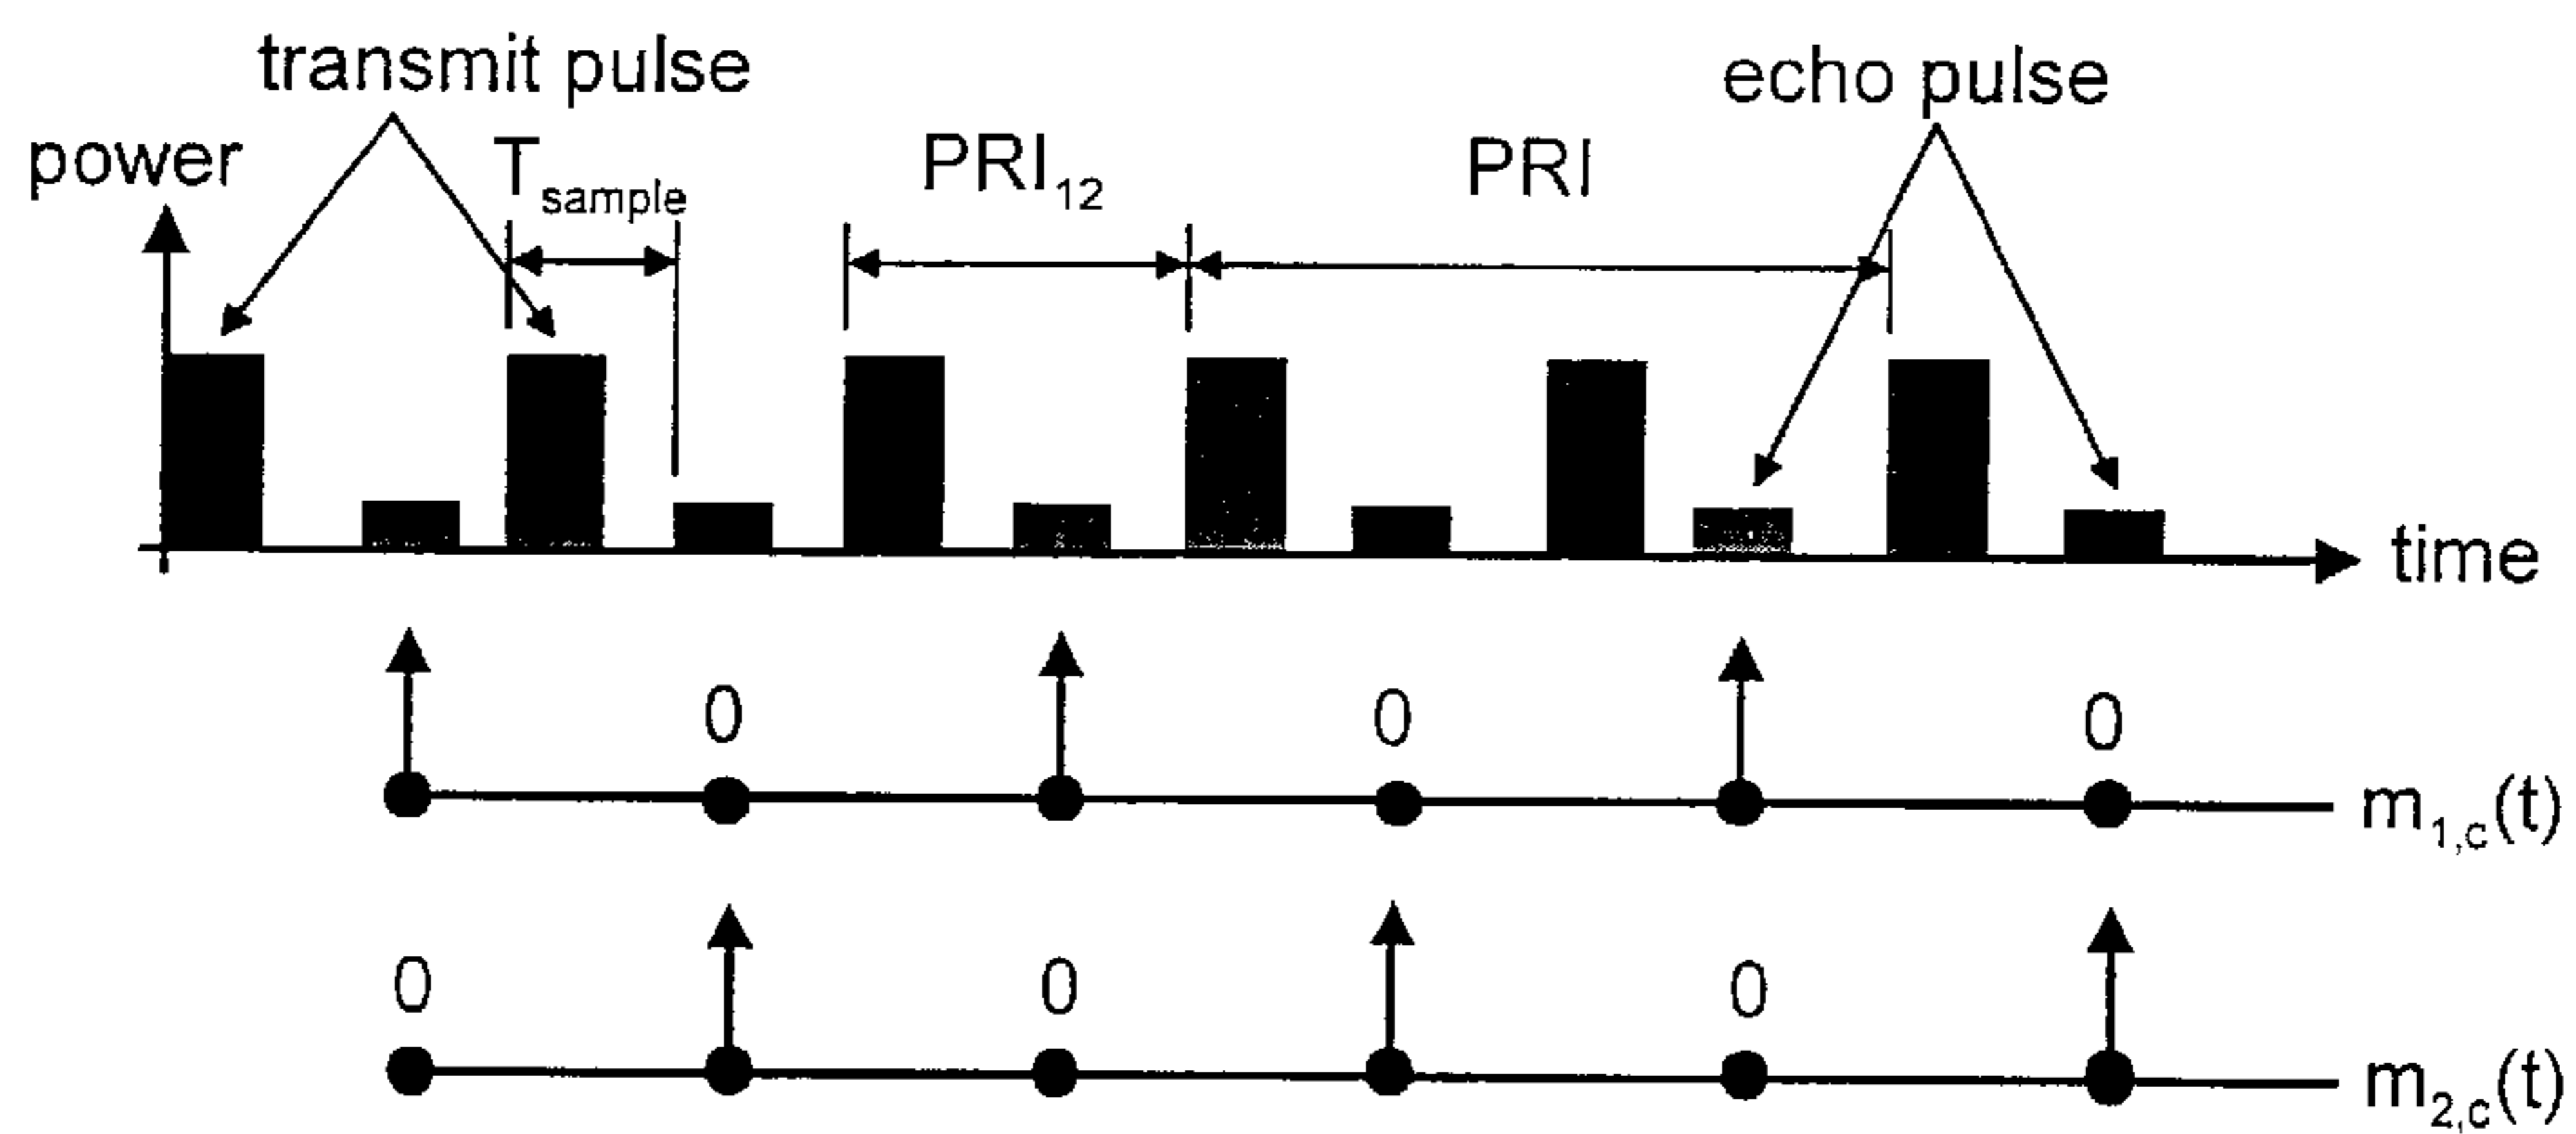 transmit pulse
echo pulse
power
T_sample
PRI_12
PRI
time
0 0 0
m_1,c(t)
0 0 0
m_2,c(t)